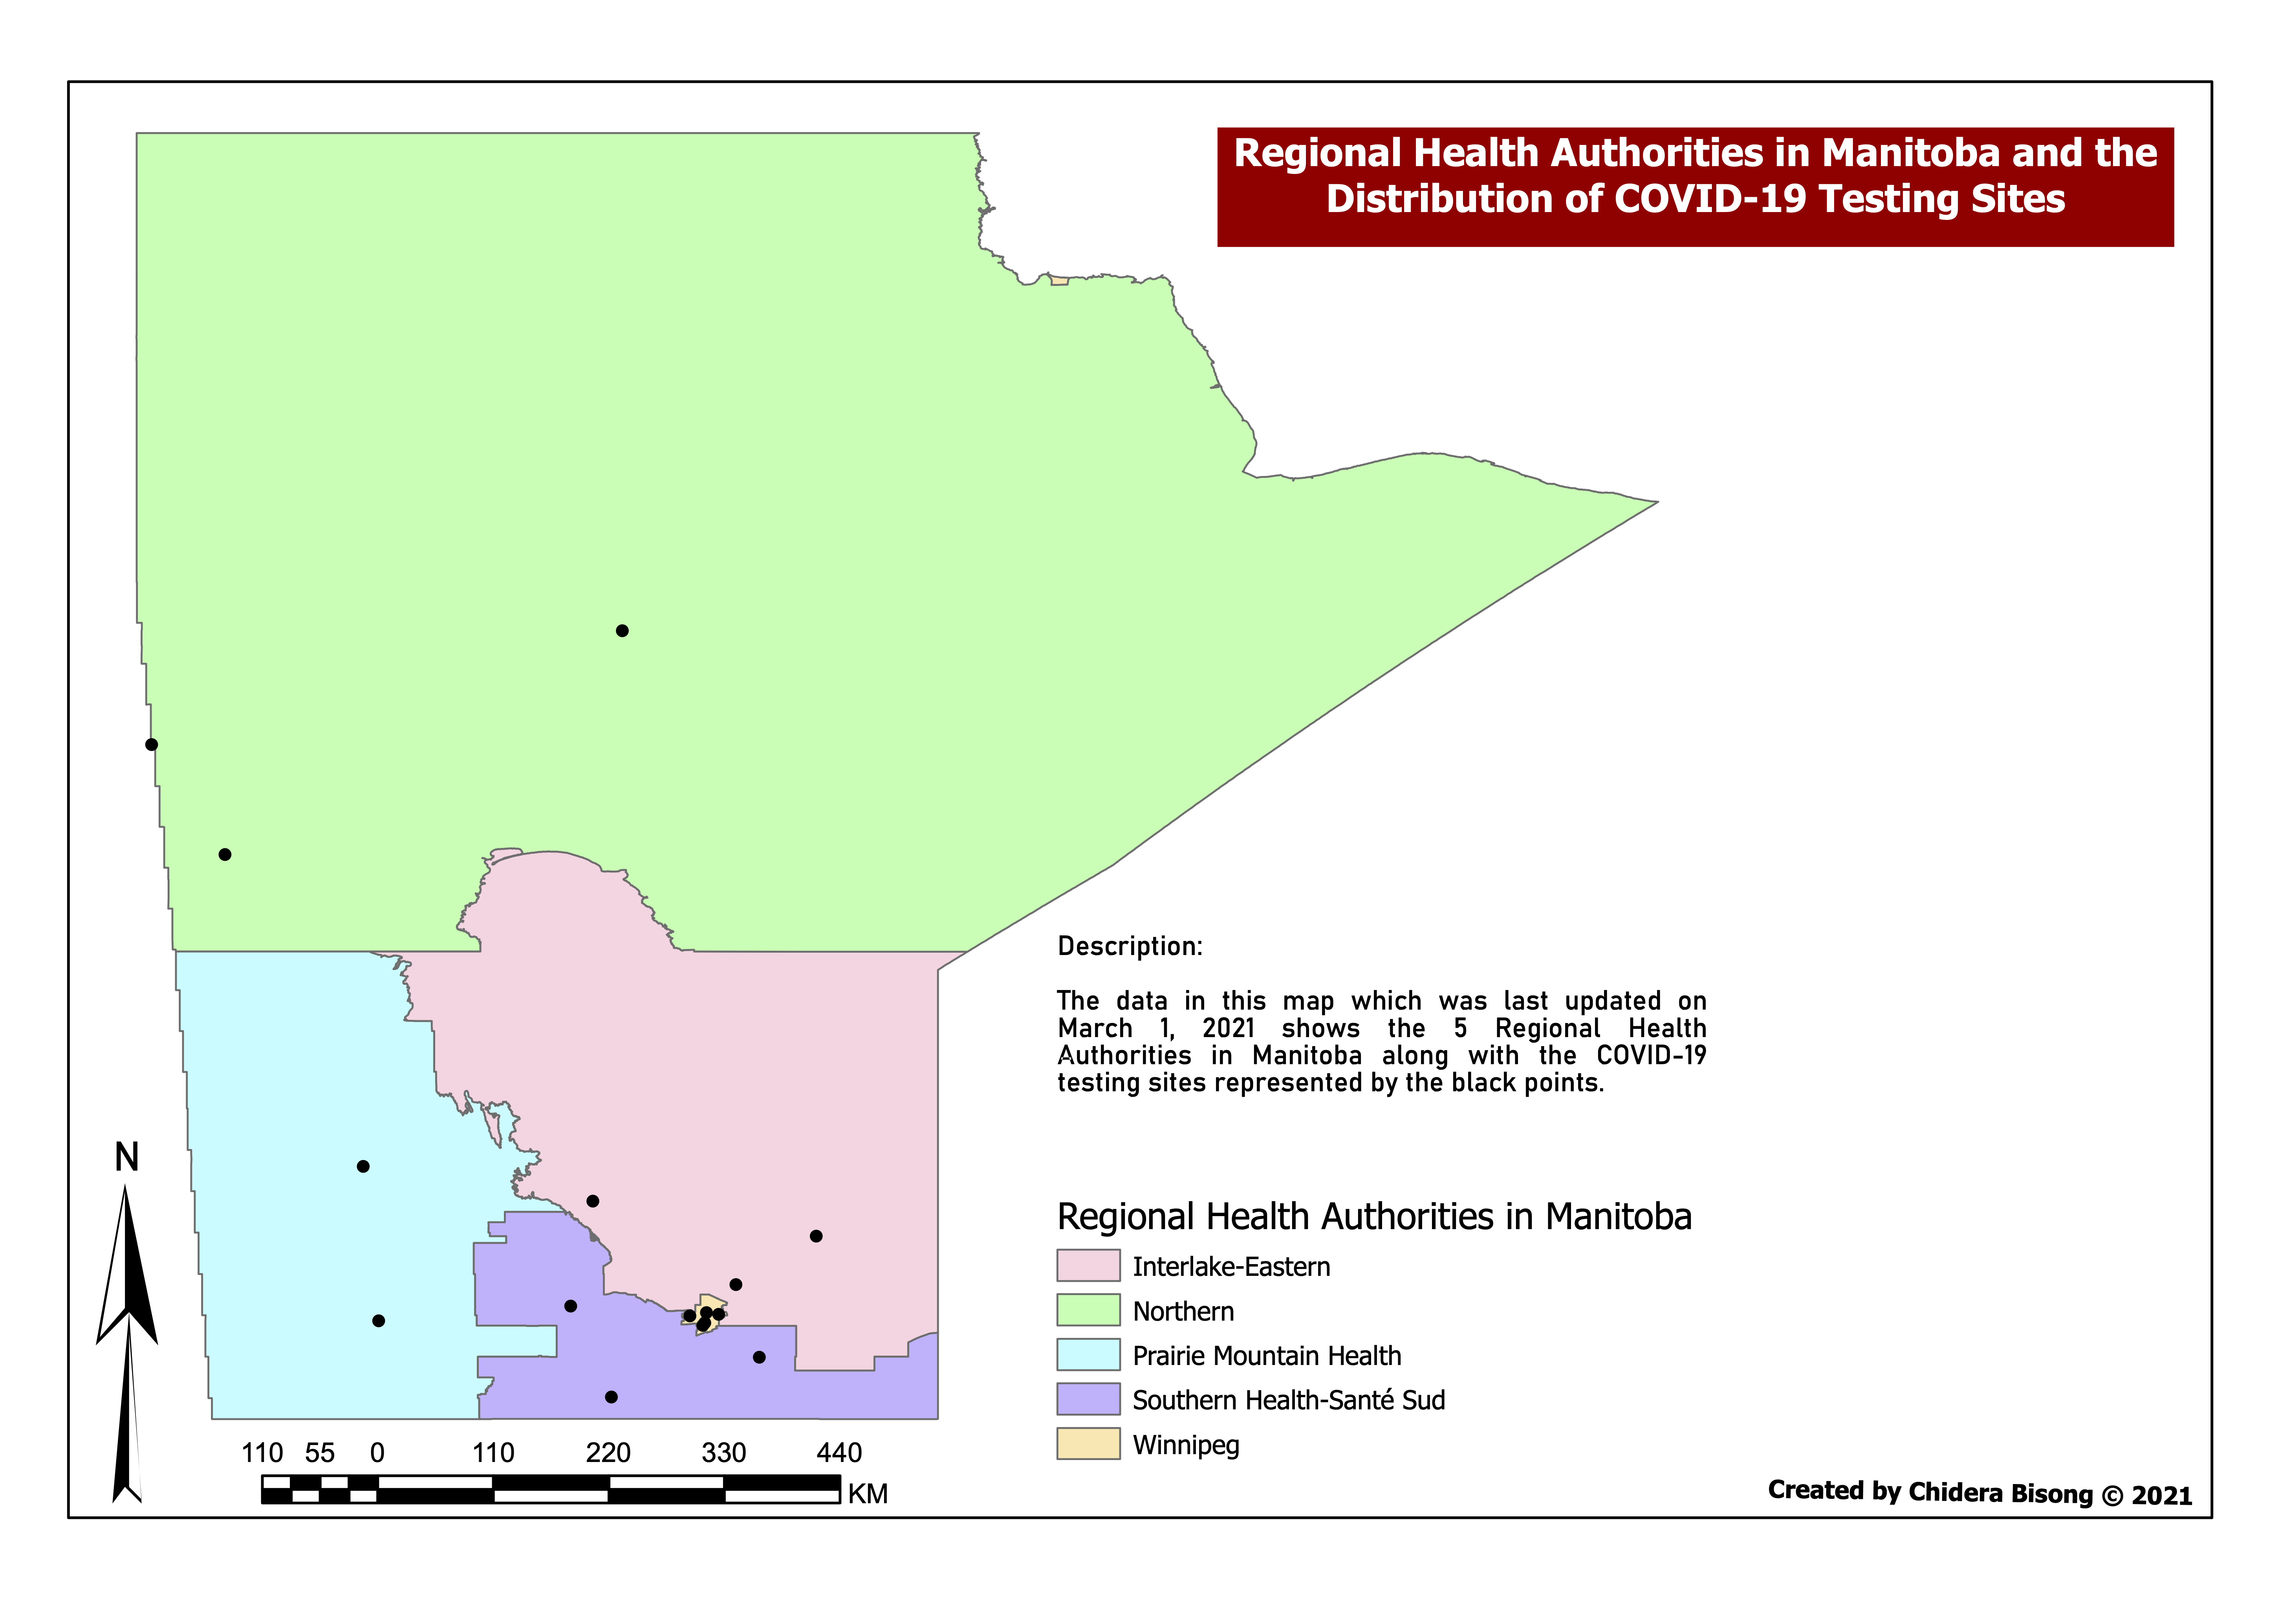 Regional Health Authorities in Manitoba and the
Distribution of COVID-19 Testing Sites
Description:
The data in this map which was last updated on
March 1, 2021 shows the 5 Regional Health
Authorities in Manitoba along with the COVID-19
testing sites represented by the black points.
N
Regional Health Authorities in Manitoba
Interlake-Eastern
Northern
Prairie Mountain Health
Southern Health-Santé Sud
Winnipeg
110 55 0 110 220 330 440
KM
Created by Chidera Bisong © 2021